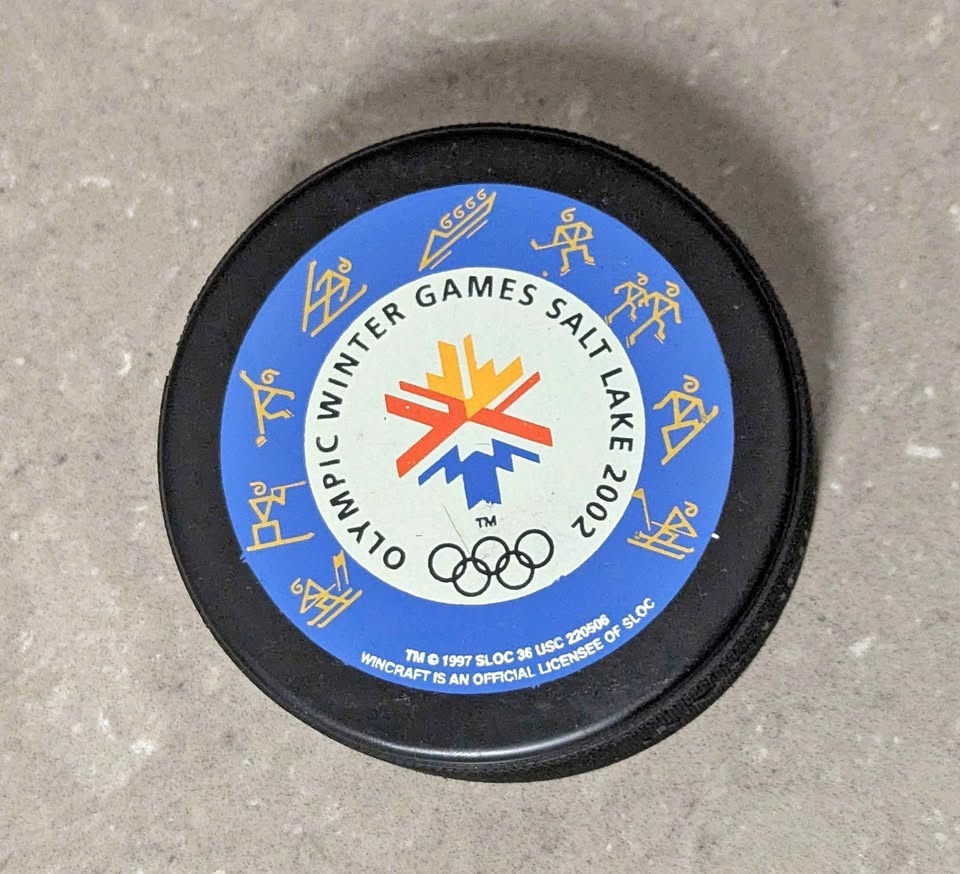 OLYMPIC WINTER GAMES SALT LAKE 2002
TM
TM © 1997 SLOC 36 USC 220506
WINCRAFT IS AN OFFICIAL LICENSEE OF SLOC